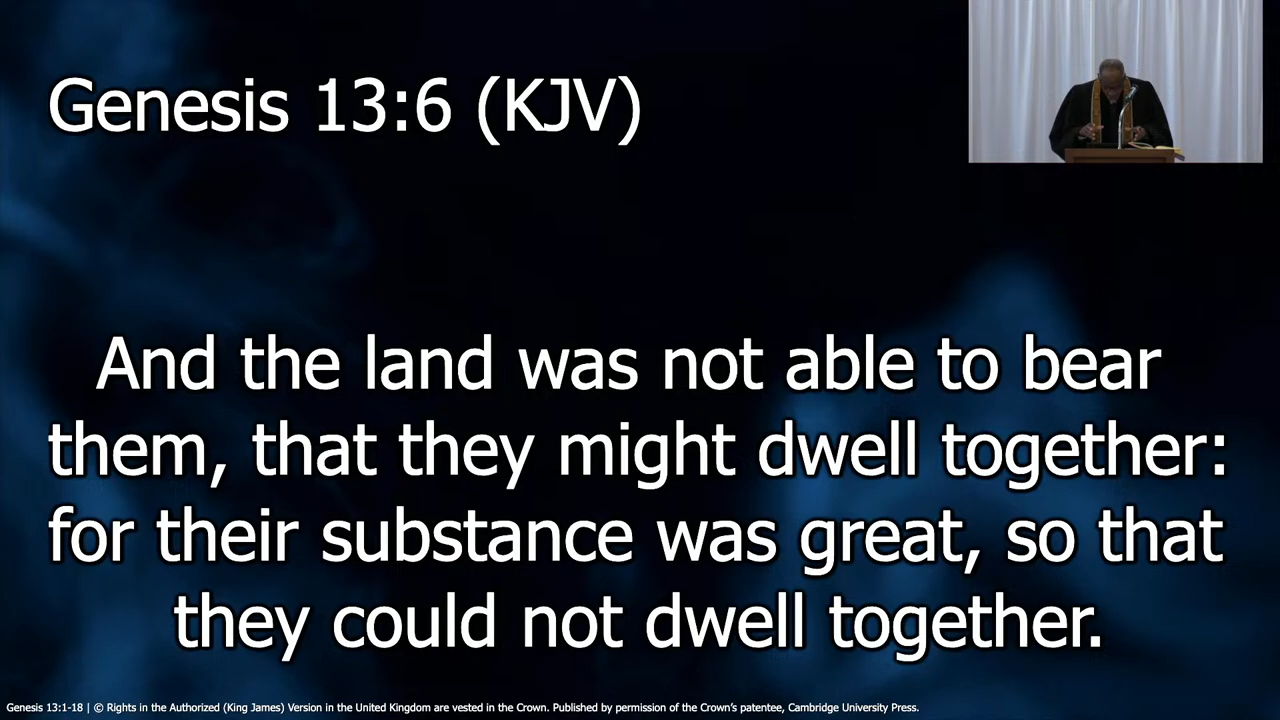 Genesis 13:6 (KJV)
And the land was not able to bear
them, that they might dwell together:
for their substance was great, so that
they could not dwell together.
Genesis 13:1-18 | © Rights in the Authorized (King James) Version in the United Kingdom are vested in the Crown. Published by permission of the Crown’s patentee, Cambridge University Press.